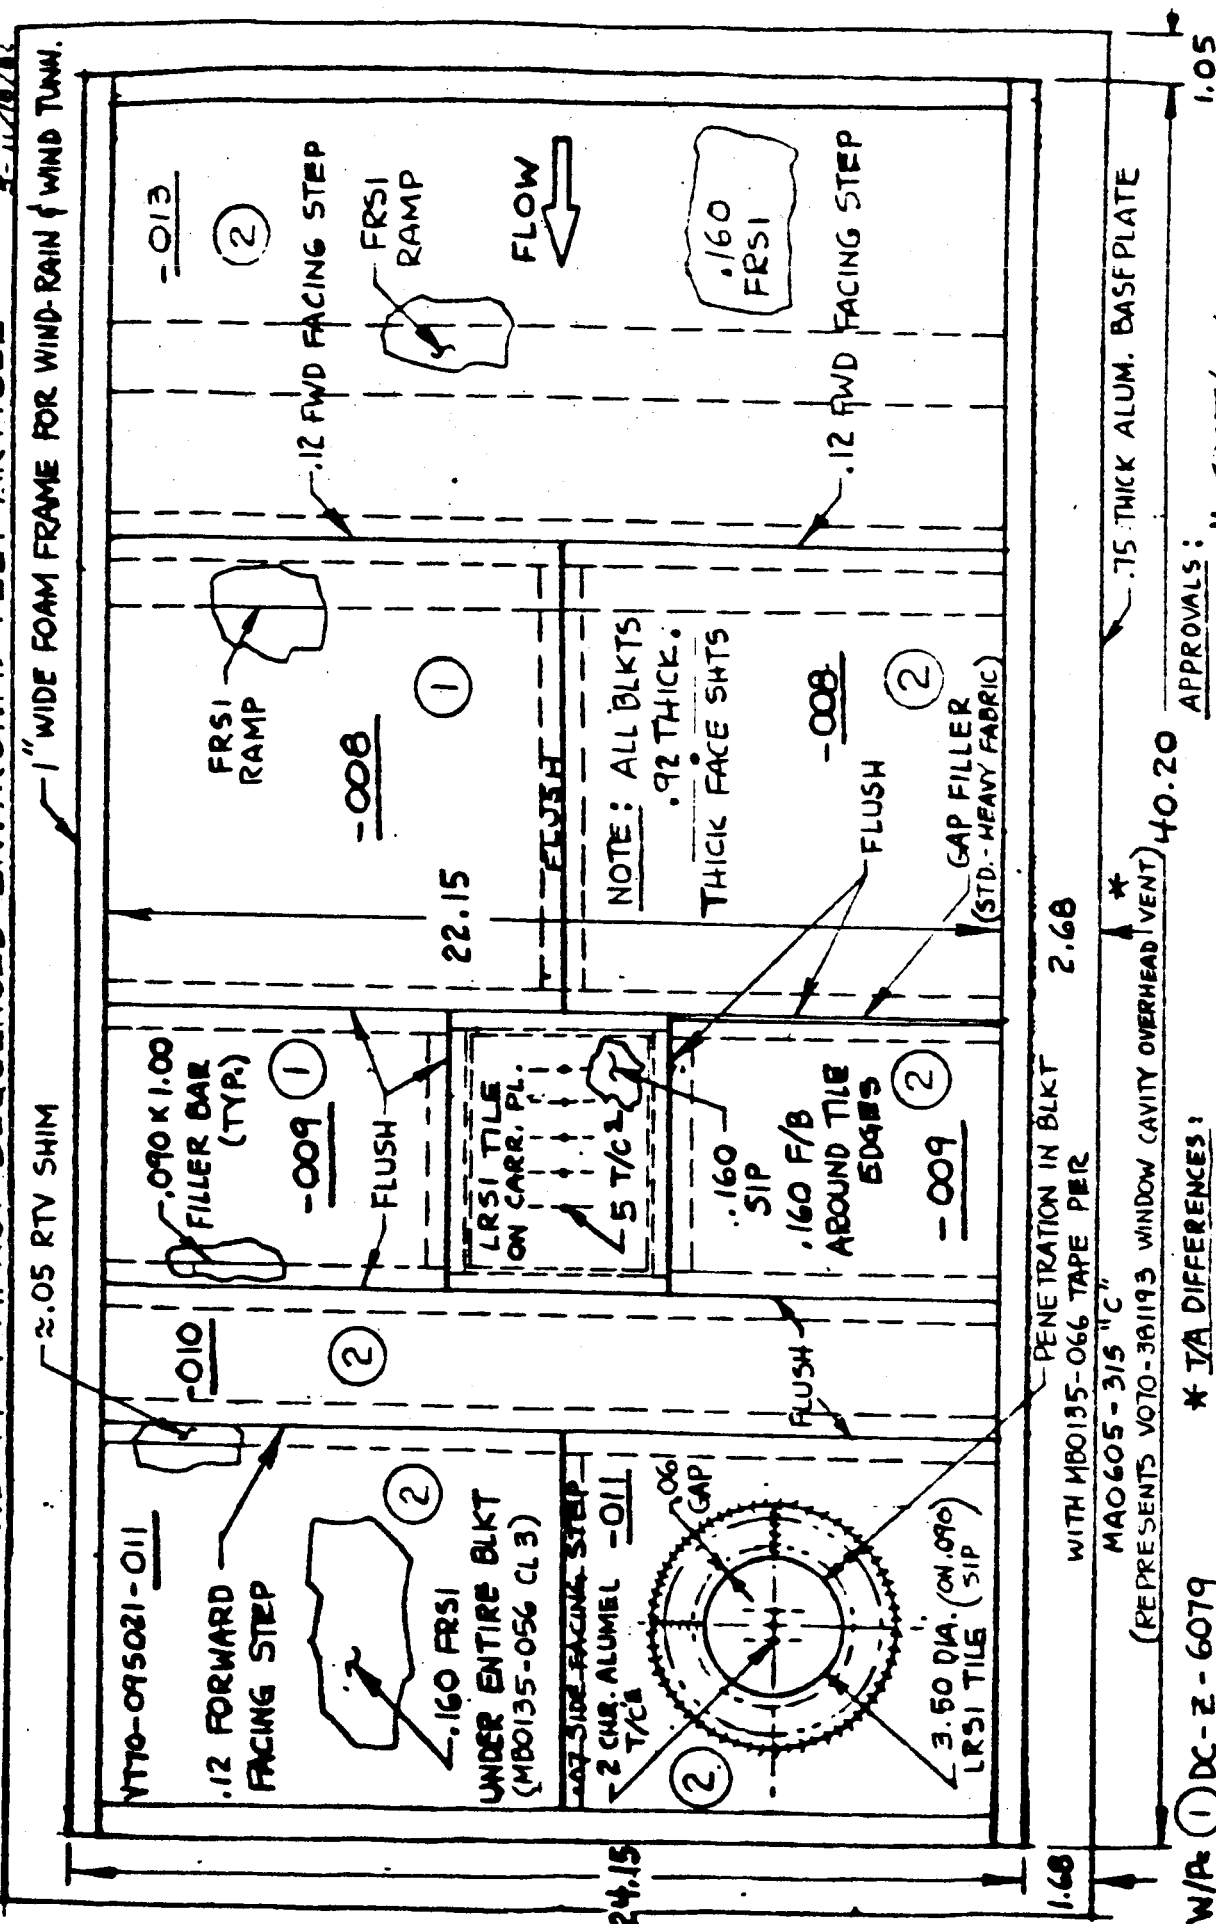 1" WIDE FOAM FRAME FOR WIND-RAIN & WIND TUNN.
≈.05 RTV SHIM
VT70-095021-011
.12 FORWARD
FACING STEP
.160 FRSI
UNDER ENTIRE BLKT
(MB0135-056 CL 3)
2
.07 SIDE FACING STEP
2 CHR. ALUMEL
T/C's
-011
.06
GAP
2
3.50 DIA. (ON .090
LRSI TILE SIP)
-010
2
FLUSH
.090 X 1.00
FILLER BAR
(TYP.)
1
-009
FLUSH
LRSI TILE
ON CARR. PL.
5 T/C's
.160
SIP
.160 F/B
AROUND TILE
EDGES
2
-009
22.15
FRSI
RAMP
1
-008
FLUSH
NOTE: ALL BLKTS
.92 THICK.
THICK FACE SHTS
-008
2
FLUSH
GAP FILLER
(STD.-HEAVY FABRIC)
-013
2
.12 FWD FACING STEP
FRSI
RAMP
FLOW
.160
FRSI
.12 FWD FACING STEP
24.15
1.68
PENETRATION IN BLKT
WITH MB0135-066 TAPE PER
MA0605-315 "C"
(REPRESENTS V070-381193 WINDOW CAVITY OVERHEAD VENT)
2.68
*
.75 THICK ALUM. BASEPLATE
40.20
1.05
W/Ps 1 DC-Z-6079
* T/A DIFFERENCES:
APPROVALS: